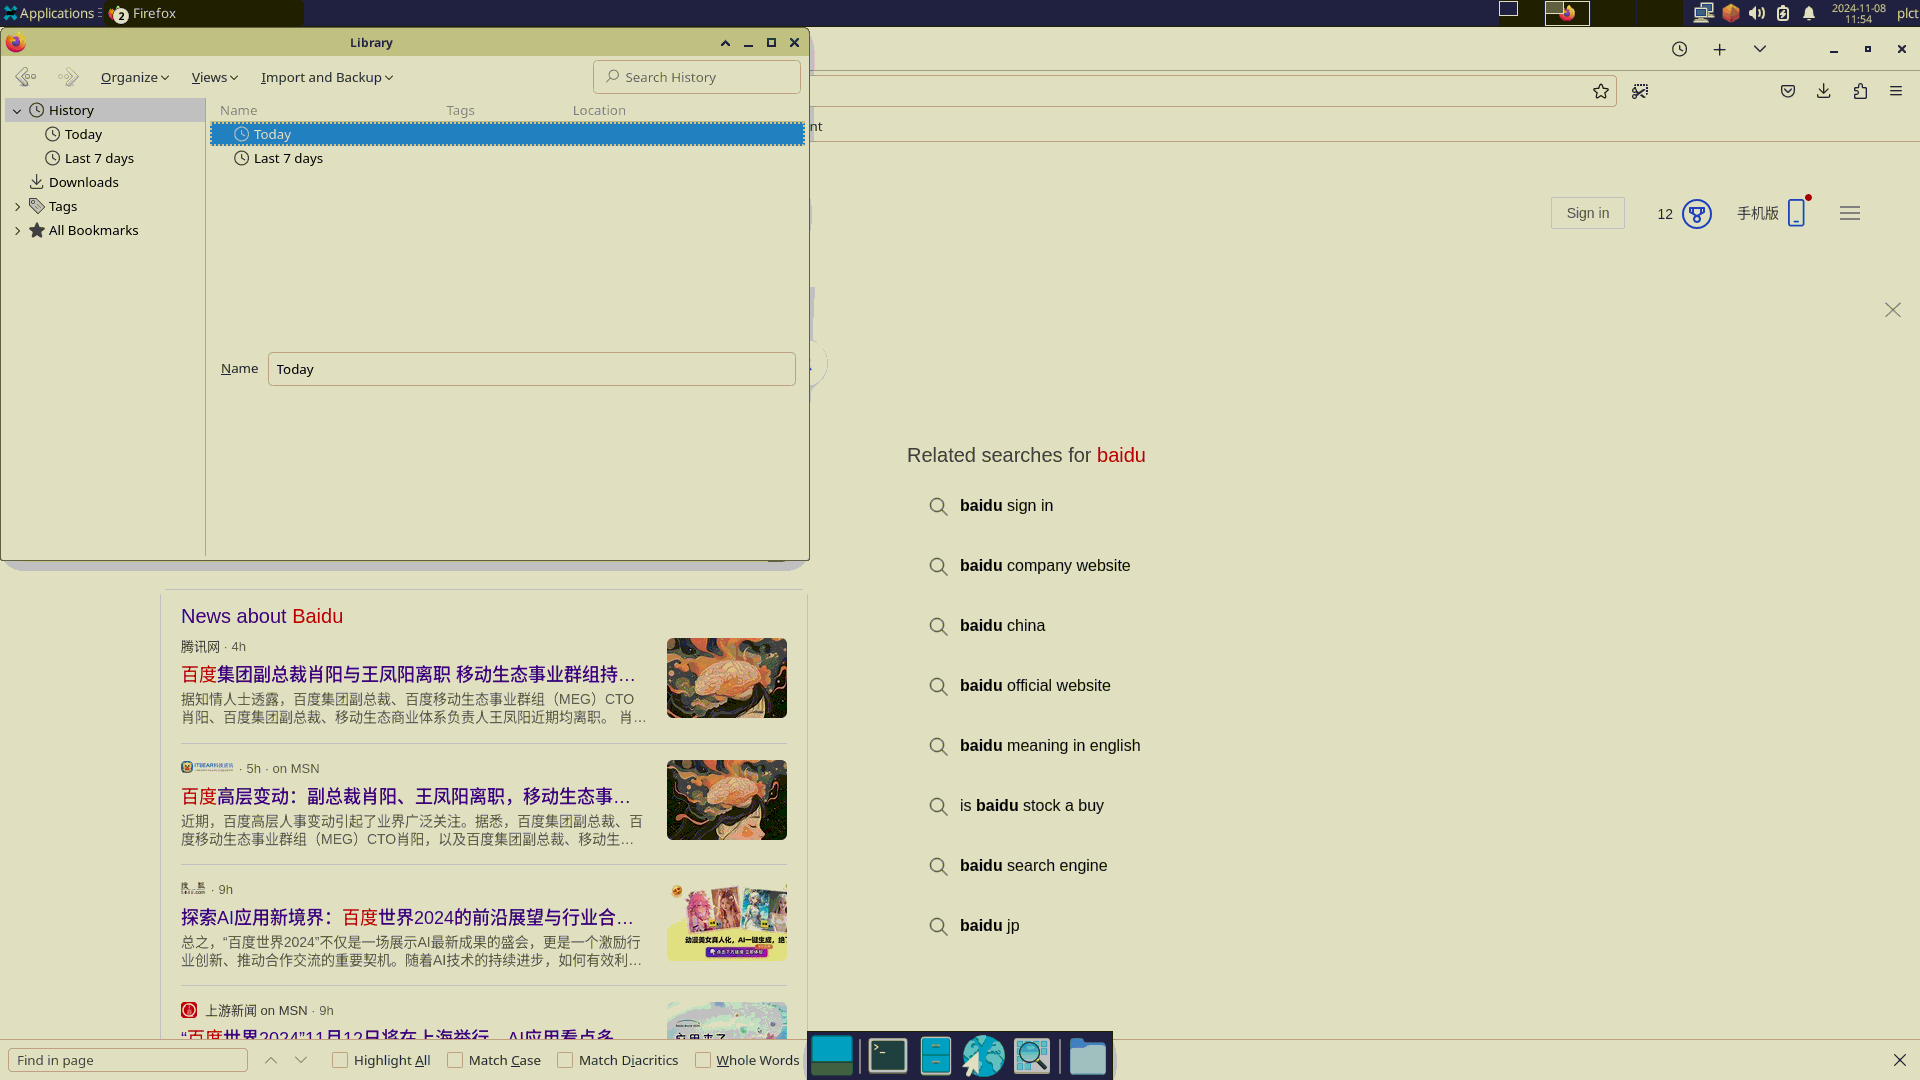 Applications
2 Firefox
2024-11-08
11:54
plct
Library
Organize Views Import and Backup
Search History
History
Today
Last 7 days
Downloads
Tags
All Bookmarks
Name Tags Location
Today
Last 7 days
Name Today
nt
Sign in 12 手机版
Related searches for baidu
baidu sign in
baidu company website
baidu china
baidu official website
baidu meaning in english
is baidu stock a buy
baidu search engine
baidu jp
News about Baidu
腾讯网 · 4h
百度集团副总裁肖阳与王凤阳离职 移动生态事业群组持…
据知情人士透露，百度集团副总裁、百度移动生态事业群组（MEG）CTO
肖阳、百度集团副总裁、移动生态商业体系负责人王凤阳近期均离职。 肖…
· 5h · on MSN
百度高层变动：副总裁肖阳、王凤阳离职，移动生态事…
近期，百度高层人事变动引起了业界广泛关注。据悉，百度集团副总裁、百
度移动生态事业群组（MEG）CTO肖阳，以及百度集团副总裁、移动生…
· 9h
探索AI应用新境界：百度世界2024的前沿展望与行业合…
总之，“百度世界2024”不仅是一场展示AI最新成果的盛会，更是一个激励行
业创新、推动合作交流的重要契机。随着AI技术的持续进步，如何有效利…
动漫美女真人化，AI一键生成，绝
上游新闻 on MSN · 9h
“百度世界2024”11月12日将在上海举行，AI应用看点多
应用来了
Find in page Highlight All Match Case Match Diacritics Whole Words